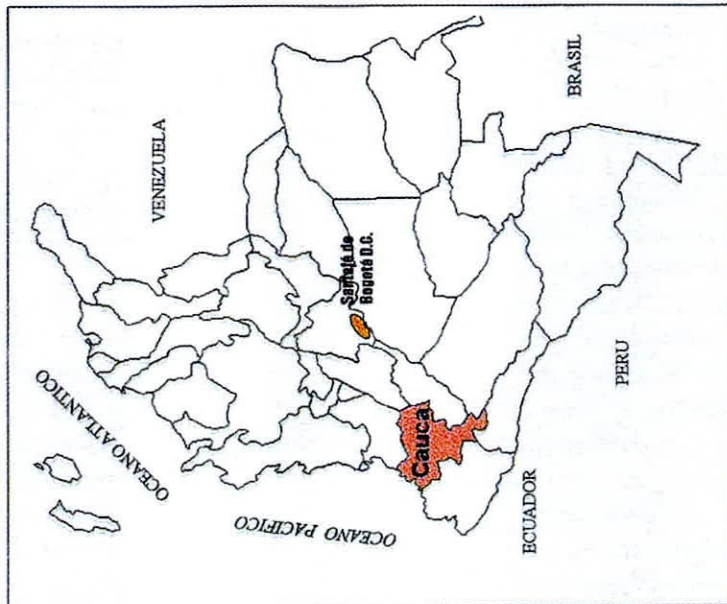 VENEZUELA
OCEANO ATLANTICO
Santafé de
Bogotá D.C.
BRASIL
OCEANO PACIFICO
Cauca
PERU
ECUADOR